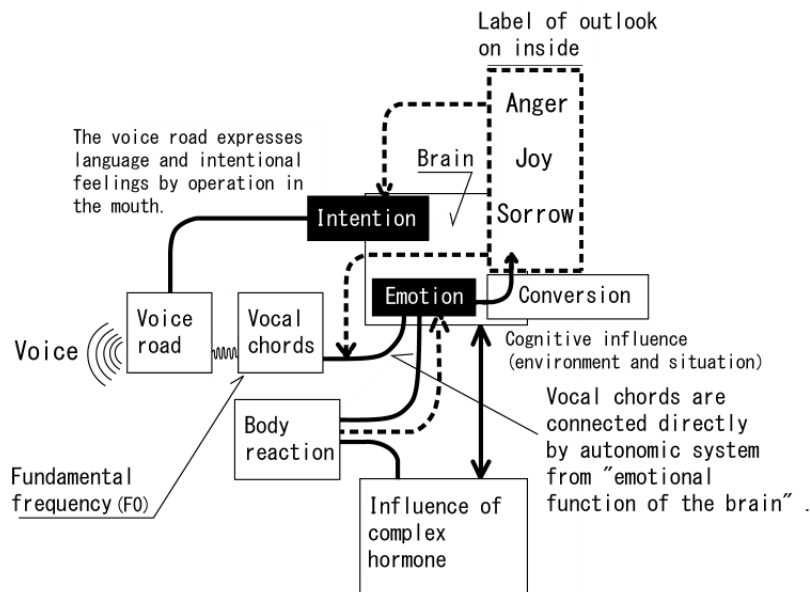 Label of outlook
on inside
Anger
Joy
Sorrow
The voice road expresses
language and intentional
feelings by operation in
the mouth.
Brain
Intention
Emotion
Conversion
Voice
Voice
road
Vocal
chords
Cognitive influence
(environment and situation)
Body
reaction
Vocal chords are
connected directly
by autonomic system
from "emotional
function of the brain" .
Fundamental
frequency (F0)
Influence of
complex
hormone